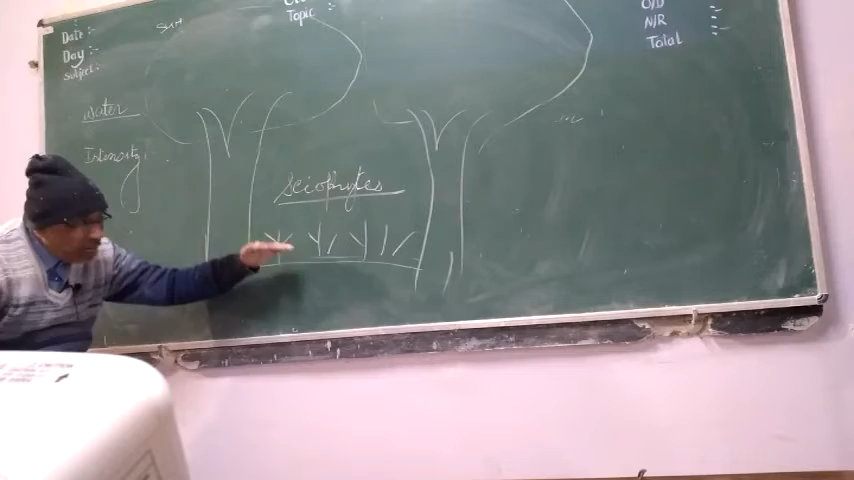 Date :-
Day :-
Subject:-
Topic :-
O/D :-
N/R :-
Total :-
water
Intensity
Sciophytes